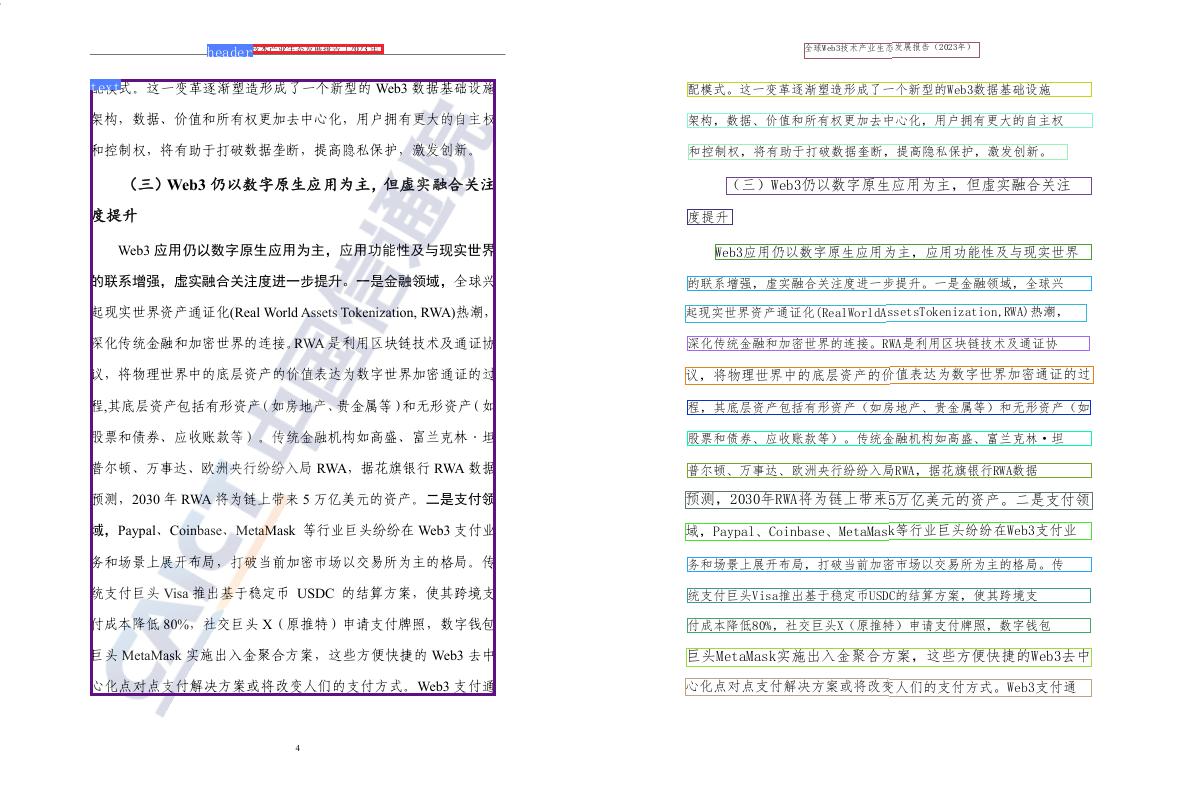 header
text
配模式。这一变革逐渐塑造形成了一个新型的 Web3 数据基础设施
架构，数据、价值和所有权更加去中心化，用户拥有更大的自主权
和控制权，将有助于打破数据垄断，提高隐私保护，激发创新。
（三）Web3 仍以数字原生应用为主，但虚实融合关注
度提升
Web3 应用仍以数字原生应用为主，应用功能性及与现实世界
的联系增强，虚实融合关注度进一步提升。一是金融领域，全球兴
起现实世界资产通证化(Real World Assets Tokenization, RWA)热潮，
深化传统金融和加密世界的连接。RWA 是利用区块链技术及通证协
议，将物理世界中的底层资产的价值表达为数字世界加密通证的过
程,其底层资产包括有形资产（如房地产、贵金属等）和无形资产（如
股票和债券、应收账款等）。传统金融机构如高盛、富兰克林·坦
普尔顿、万事达、欧洲央行纷纷入局 RWA，据花旗银行 RWA 数据
预测，2030 年 RWA 将为链上带来 5 万亿美元的资产。二是支付领
域，Paypal、Coinbase、MetaMask 等行业巨头纷纷在 Web3 支付业
务和场景上展开布局，打破当前加密市场以交易所为主的格局。传
统支付巨头 Visa 推出基于稳定币 USDC 的结算方案，使其跨境支
付成本降低 80%，社交巨头 X（原推特）申请支付牌照，数字钱包
巨头 MetaMask 实施出入金聚合方案，这些方便快捷的 Web3 去中
心化点对点支付解决方案或将改变人们的支付方式。Web3 支付通
4
CAICT 中国信通院
全球Web3技术产业生态发展报告（2023年）
配模式。这一变革逐渐塑造形成了一个新型的Web3数据基础设施
架构，数据、价值和所有权更加去中心化，用户拥有更大的自主权
和控制权，将有助于打破数据奎断，提高隐私保护，激发创新。
（三）Web3仍以数字原生应用为主，但虚实融合关注
度提升
Web3应用仍以数字原生应用为主，应用功能性及与现实世界
的联系增强，虚实融合关注度进一步提升。一是金融领域，全球兴
起现实世界资产通证化(RealWorldAssetsTokenization,RWA)热潮，
深化传统金融和加密世界的连接。RWA是利用区块链技术及通证协
议，将物理世界中的底层资产的价值表达为数字世界加密通证的过
程，其底层资产包括有形资产（如房地产、贵金属等）和无形资产（如
股票和债券、应收账款等）。传统金融机构如高盛、富兰克林·坦
普尔顿、万事达、欧洲央行纷纷入局RWA，据花旗银行RWA数据
预测，2030年RWA将为链上带来5万亿美元的资产。二是支付领
域，Paypal、Coinbase、MetaMask等行业巨头纷纷在Web3支付业
务和场景上展开布局，打破当前加密市场以交易所为主的格局。传
统支付巨头Visa推出基于稳定币USDC的结算方案，使其跨境支
付成本降低80%，社交巨头X（原推特）申请支付牌照，数字钱包
巨头MetaMask实施出入金聚合方案，这些方便快捷的Web3去中
心化点对点支付解决方案或将改变人们的支付方式。Web3支付通